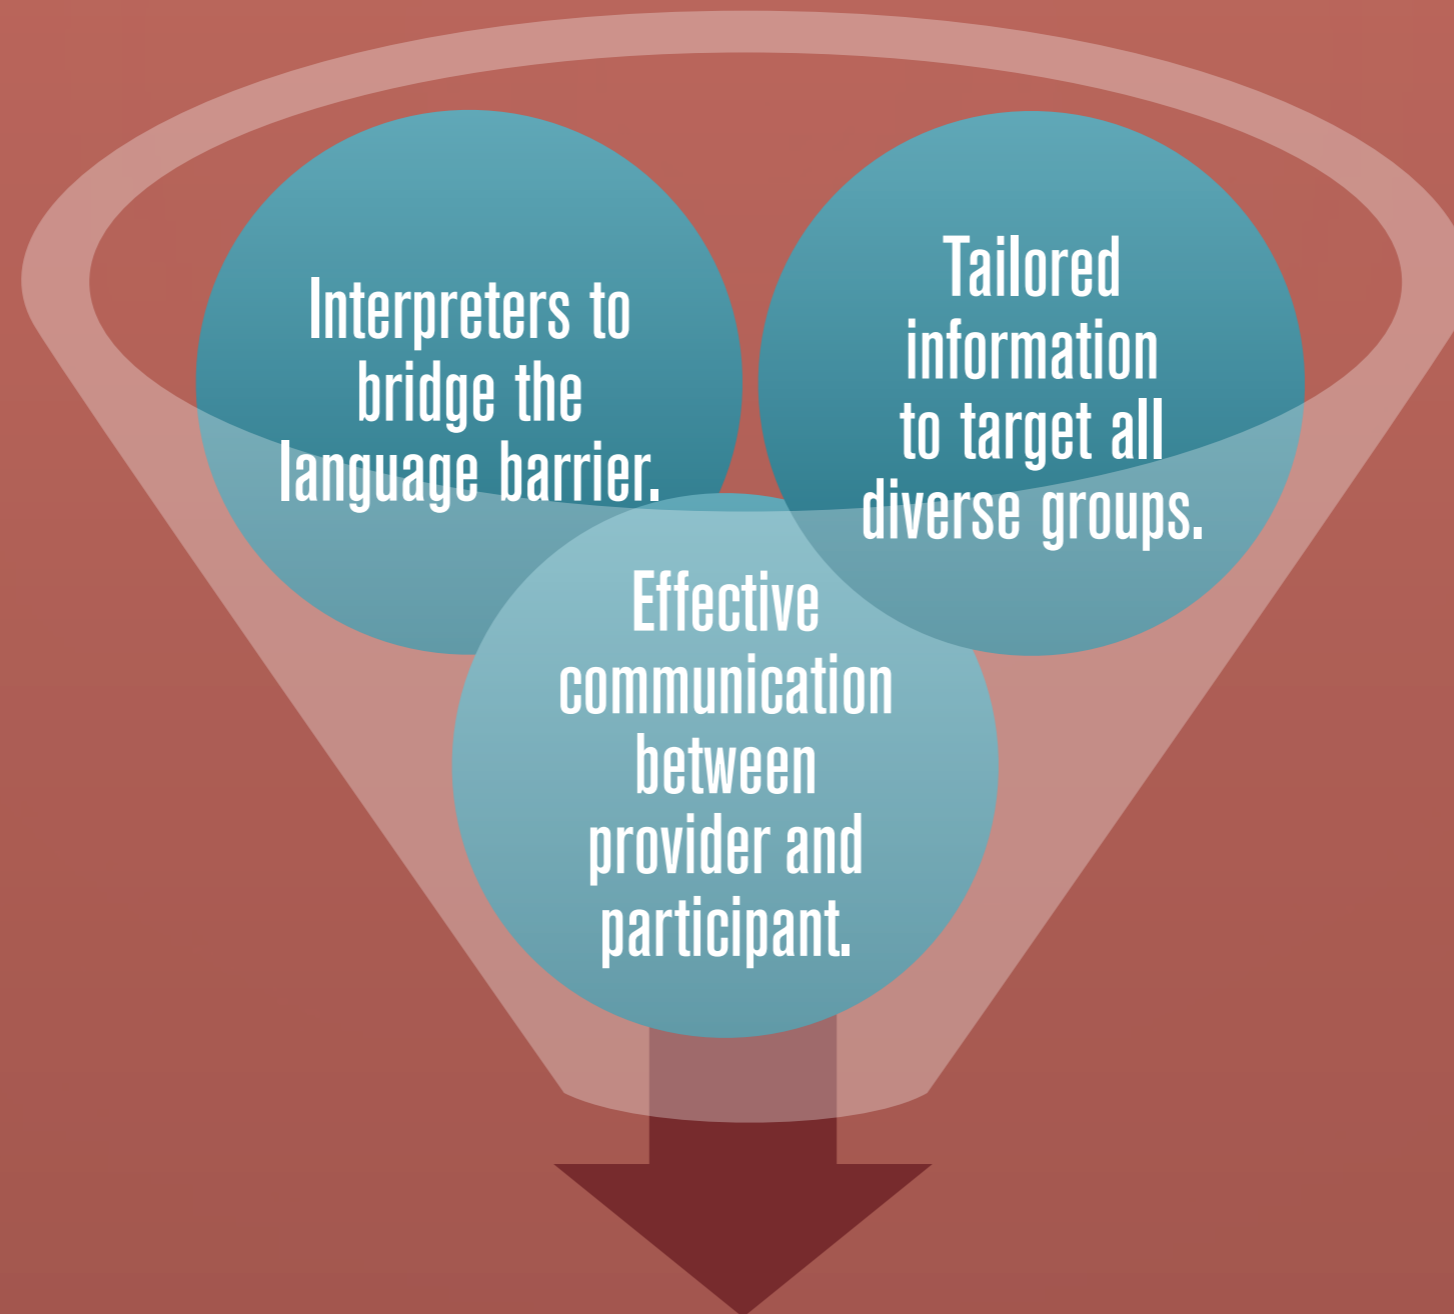 Interpreters to
bridge the
language barrier.
Tailored
information
to target all
diverse groups.
Effective
communication
between
provider and
participant.